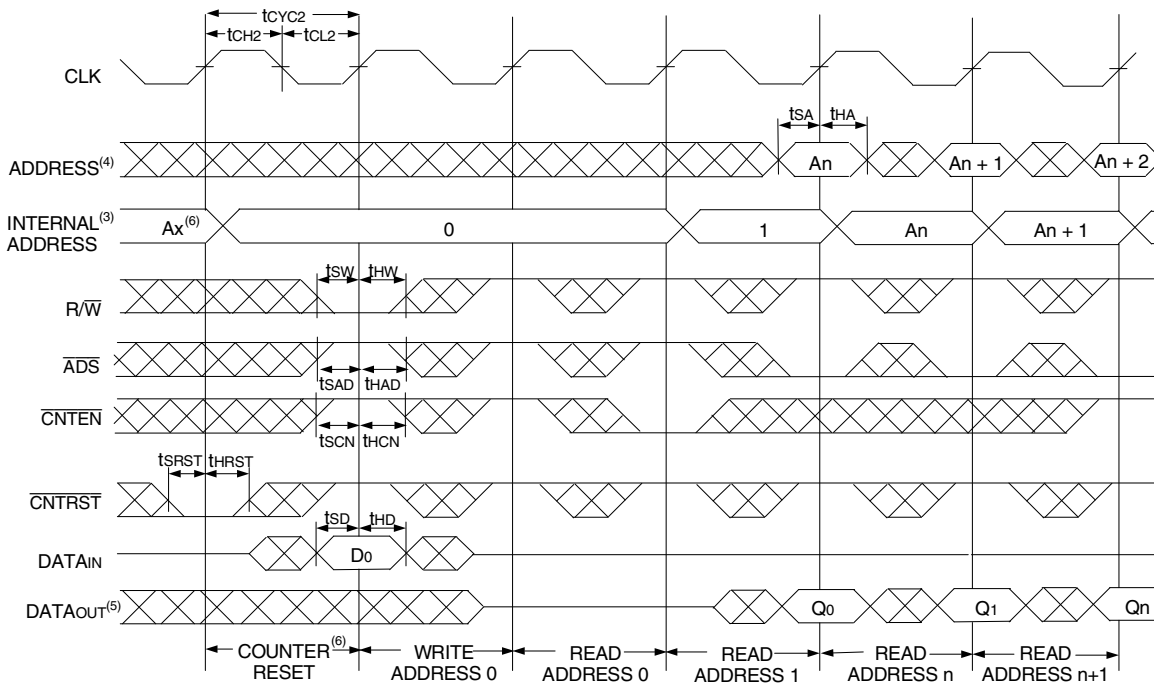 tCYC2
tCH2 tCL2
CLK
tSA tHA
ADDRESS(4) An An + 1 An + 2
INTERNAL(3) ADDRESS Ax(6) 0 1 An An + 1
tSW tHW
R/W̅
A̅D̅S̅
tSAD tHAD
C̅N̅T̅E̅N̅
tSCN tHCN
tSRST tHRST
C̅N̅T̅R̅S̅T̅
tSD tHD
DATAIN D0
DATAOUT(5) Q0 Q1 Qn
COUNTER(6) RESET WRITE ADDRESS 0 READ ADDRESS 0 READ ADDRESS 1 READ ADDRESS n READ ADDRESS n+1